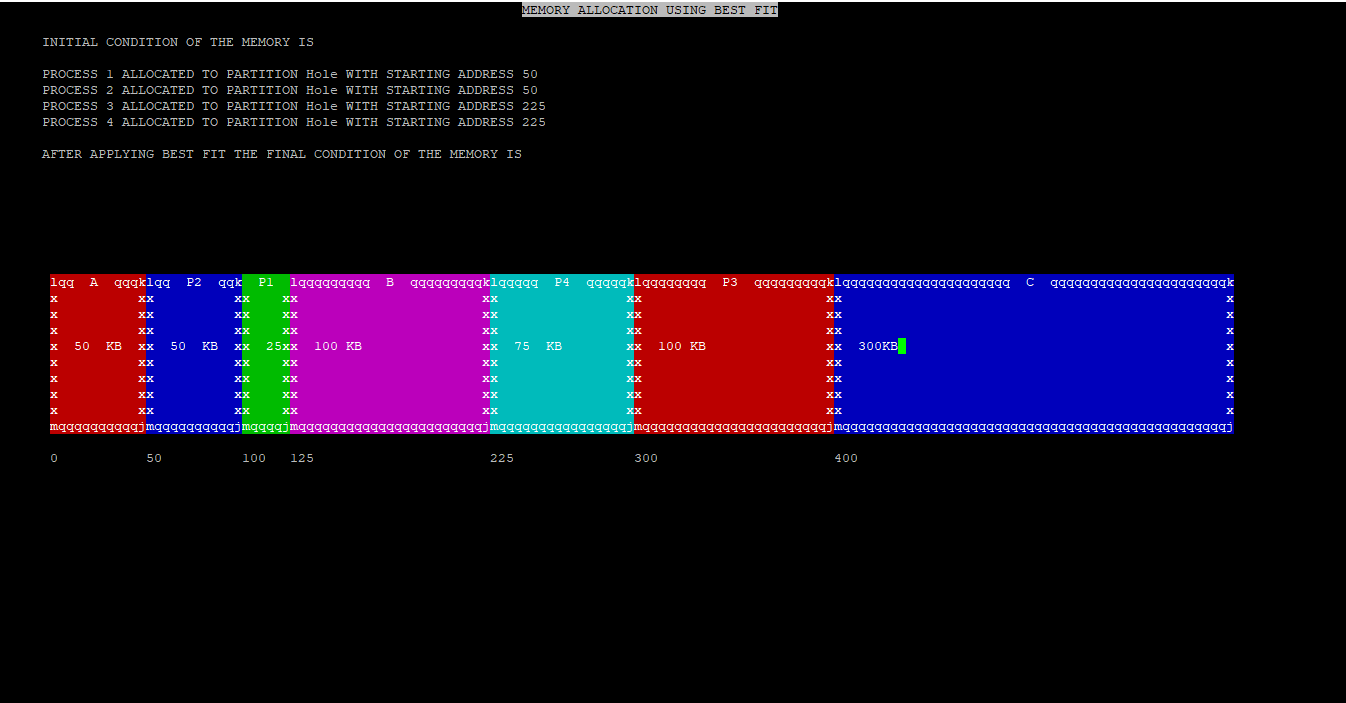 MEMORY ALLOCATION USING BEST FIT
INITIAL CONDITION OF THE MEMORY IS
PROCESS 1 ALLOCATED TO PARTITION Hole WITH STARTING ADDRESS 50
PROCESS 2 ALLOCATED TO PARTITION Hole WITH STARTING ADDRESS 50
PROCESS 3 ALLOCATED TO PARTITION Hole WITH STARTING ADDRESS 225
PROCESS 4 ALLOCATED TO PARTITION Hole WITH STARTING ADDRESS 225
AFTER APPLYING BEST FIT THE FINAL CONDITION OF THE MEMORY IS
lqq  A  qqqklqq  P2  qqk  P1  lqqqqqqqqq  B  qqqqqqqqqklqqqqq  P4  qqqqqklqqqqqqqq  P3  qqqqqqqqqklqqqqqqqqqqqqqqqqqqqqq  C  qqqqqqqqqqqqqqqqqqqqqqk
x          xx          xx    xx                        xx                xx                        xx                                                x
x          xx          xx    xx                        xx                xx                        xx                                                x
x          xx          xx    xx                        xx                xx                        xx                                                x
x  50  KB  xx  50  KB  xx  25xx  100 KB                xx  75  KB        xx  100 KB                xx  300KB                                         x
x          xx          xx    xx                        xx                xx                        xx                                                x
x          xx          xx    xx                        xx                xx                        xx                                                x
x          xx          xx    xx                        xx                xx                        xx                                                x
x          xx          xx    xx                        xx                xx                        xx                                                x
mqqqqqqqqqqjmqqqqqqqqqqjmqqqqjmqqqqqqqqqqqqqqqqqqqqqqqjmqqqqqqqqqqqqqqqqjmqqqqqqqqqqqqqqqqqqqqqqqjmqqqqqqqqqqqqqqqqqqqqqqqqqqqqqqqqqqqqqqqqqqqqqqqqj
0 50 100 125 225 300 400